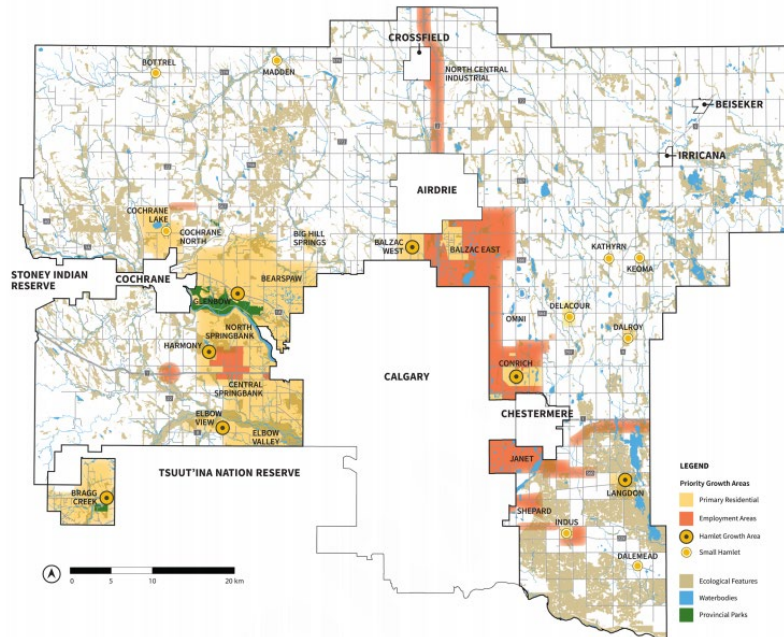 CROSSFIELD
BOTTREL
MADDEN
NORTH CENTRAL
INDUSTRIAL
BEISEKER
IRRICANA
AIRDRIE
COCHRANE
LAKE
COCHRANE
NORTH
BIG HILL
SPRINGS
BALZAC
WEST
BALZAC EAST
KATHYRN
KEOMA
STONEY INDIAN
RESERVE
COCHRANE
BEARSPAW
GLENBOW
NORTH
SPRINGBANK
HARMONY
OMNI
DELACOUR
DALROY
CENTRAL
SPRINGBANK
CONRICH
CALGARY
ELBOW
VIEW
ELBOW
VALLEY
CHESTERMERE
TSUUT'INA NATION RESERVE
JANET
BRAGG
CREEK
LANGDON
SHEPARD
INDUS
DALEMEAD
0 5 10 20 km
LEGEND
Priority Growth Areas
Primary Residential
Employment Areas
Hamlet Growth Area
Small Hamlet
Ecological Features
Waterbodies
Provincial Parks